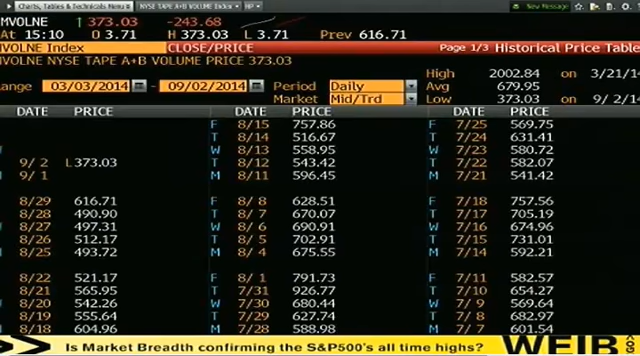 Charts, Tables & Technicals Menu NYSE TAPE A+B VOLUME Index HP New Message
MVOLNE ↑ 373.03 -243.68
At 15:10 O 3.71 H 373.03 L 3.71 Prev 616.71
MVOLNE Index CLOSE/PRICE Page 1/3 Historical Price Table
MVOLNE NYSE TAPE A+B VOLUME PRICE 373.03
High 2002.84 on 3/21/14
Range 03/03/2014 - 09/02/2014 Period Daily Avg 679.95
Market Mid/Trd Low 373.03 on 9/ 2/14
DATE PRICE DATE PRICE DATE PRICE
F 8/15 757.86 F 7/25 569.75
T 8/14 516.67 T 7/24 631.41
W 8/13 558.95 W 7/23 580.72
9/ 2 L373.03 T 8/12 543.42 T 7/22 582.07
9/ 1 M 8/11 596.45 M 7/21 541.42
8/29 616.71 F 8/ 8 628.51 F 7/18 757.56
8/28 490.90 T 8/ 7 670.07 T 7/17 705.19
8/27 497.31 W 8/ 6 690.91 W 7/16 674.96
8/26 512.17 T 8/ 5 702.91 T 7/15 731.01
8/25 493.72 M 8/ 4 675.55 M 7/14 592.21
8/22 521.17 F 8/ 1 791.73 F 7/11 582.57
8/21 511.09 T 7/31 926.77 T 7/10 654.27
8/20 542.26 W 7/30 680.44 W 7/ 9 569.64
8/19 555.64 T 7/29 627.74 T 7/ 8 682.97
8/18 604.96 M 7/28 588.98 M 7/ 7 601.54
Is Market Breadth confirming the S&P500's all time highs? WEIB